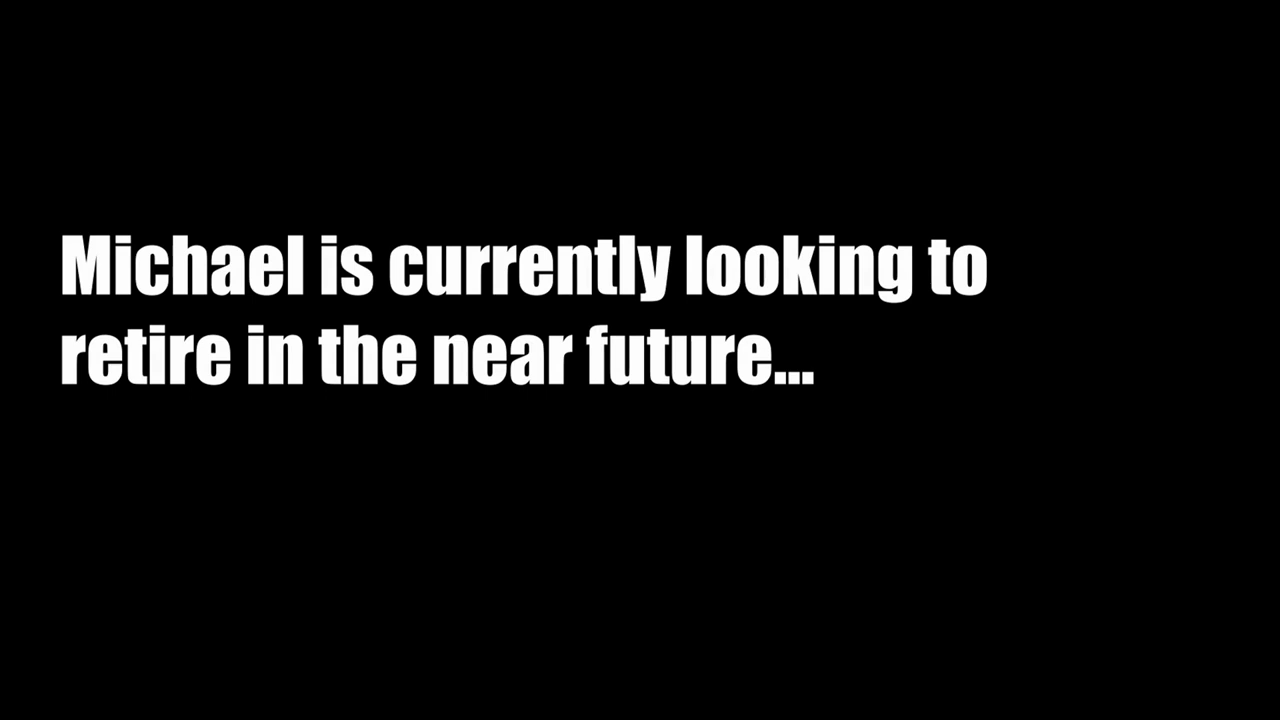 Michael is currently looking to
retire in the near future...